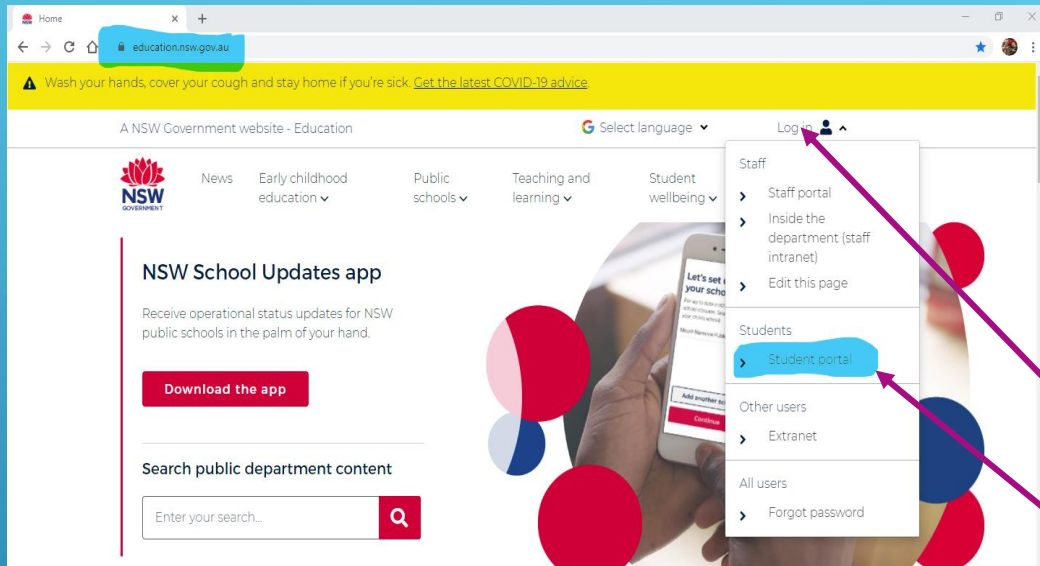 Home
education.nsw.gov.au
Wash your hands, cover your cough and stay home if you're sick. Get the latest COVID-19 advice.
A NSW Government website - Education
Select language
Log in
NSW
GOVERNMENT
News
Early childhood
education
Public
schools
Teaching and
learning
Student
wellbeing
Staff
Staff portal
Inside the
department (staff
intranet)
Edit this page
Students
Student portal
Other users
Extranet
All users
Forgot password
NSW School Updates app
Receive operational status updates for NSW
public schools in the palm of your hand.
Download the app
Let's set
your scho
Add another
Continue
Search public department content
Enter your search...